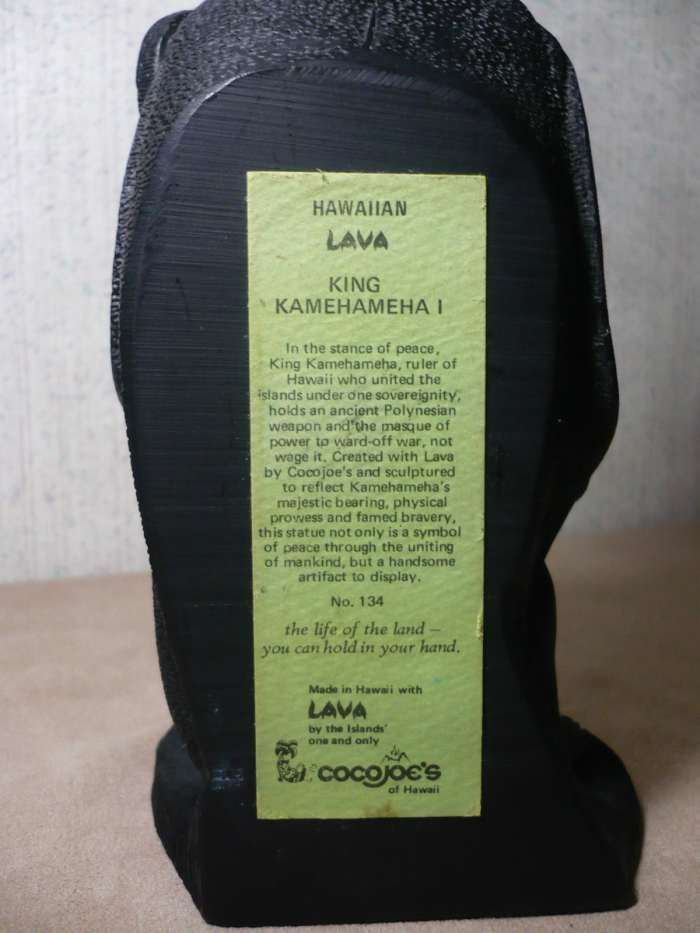 HAWAIIAN
LAVA
KING
KAMEHAMEHA I
In the stance of peace,
King Kamehameha, ruler of
Hawaii who united the
islands under one sovereignty,
holds an ancient Polynesian
weapon and the masque of
power to ward-off war, not
wage it. Created with Lava
by Cocojoe's and sculptured
to reflect Kamehameha's
majestic bearing, physical
prowess and famed bravery,
this statue not only is a symbol
of peace through the uniting
of mankind, but a handsome
artifact to display.
No. 134
the life of the land —
you can hold in your hand.
Made in Hawaii with
LAVA
by the Islands'
one and only
COCOJOE'S
of Hawaii